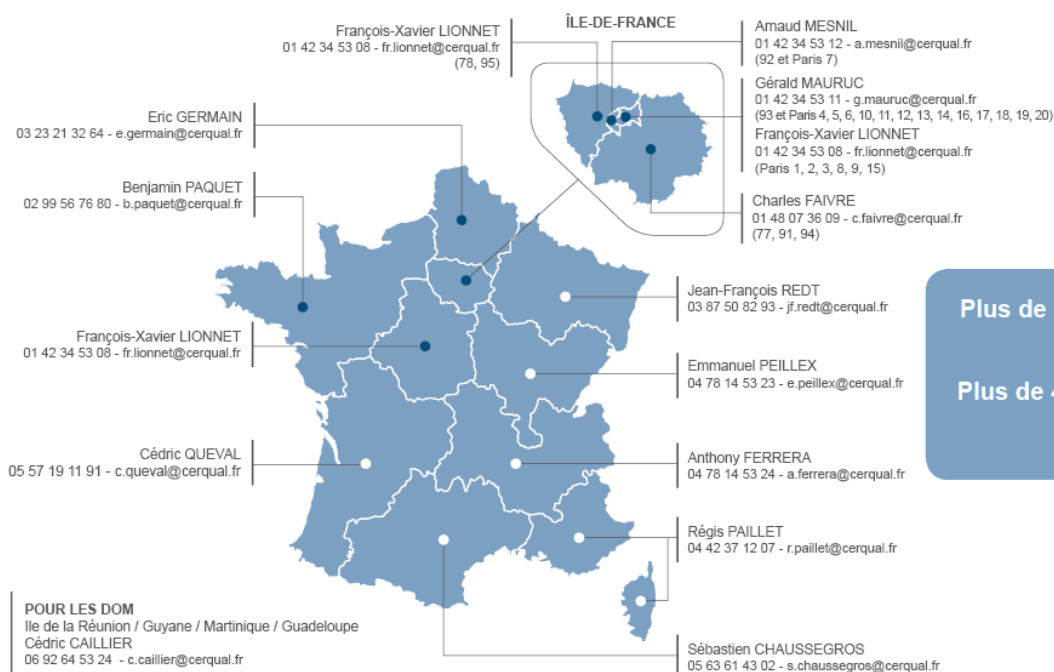 François-Xavier LIONNET
01 42 34 53 08 - fr.lionnet@cerqual.fr
(78, 95)
ÎLE-DE-FRANCE
Arnaud MESNIL
01 42 34 53 12 - a.mesnil@cerqual.fr
(92 et Paris 7)
Gérald MAURUC
01 42 34 53 11 - g.mauruc@cerqual.fr
(93 et Paris 4, 5, 6, 10, 11, 12, 13, 14, 16, 17, 18, 19, 20)
François-Xavier LIONNET
01 42 34 53 08 - fr.lionnet@cerqual.fr
(Paris 1, 2, 3, 8, 9, 15)
Charles FAIVRE
01 48 07 36 09 - c.faivre@cerqual.fr
(77, 91, 94)
Eric GERMAIN
03 23 21 32 64 - e.germain@cerqual.fr
Benjamin PAQUET
02 99 56 76 80 - b.paquet@cerqual.fr
François-Xavier LIONNET
01 42 34 53 08 - fr.lionnet@cerqual.fr
Cédric QUEVAL
05 57 19 11 91 - c.queval@cerqual.fr
Jean-François REDT
03 87 50 82 93 - jf.redt@cerqual.fr
Emmanuel PEILLEX
04 78 14 53 23 - e.peillex@cerqual.fr
Anthony FERRERA
04 78 14 53 24 - a.ferrera@cerqual.fr
Régis PAILLET
04 42 37 12 07 - r.paillet@cerqual.fr
Sébastien CHAUSSEGROS
05 63 61 43 02 - s.chaussegros@cerqual.fr
POUR LES DOM
Ile de la Réunion / Guyane / Martinique / Guadeloupe
Cédric CAILLIER
06 92 64 53 24 - c.caillier@cerqual.fr
Plus de
Plus de